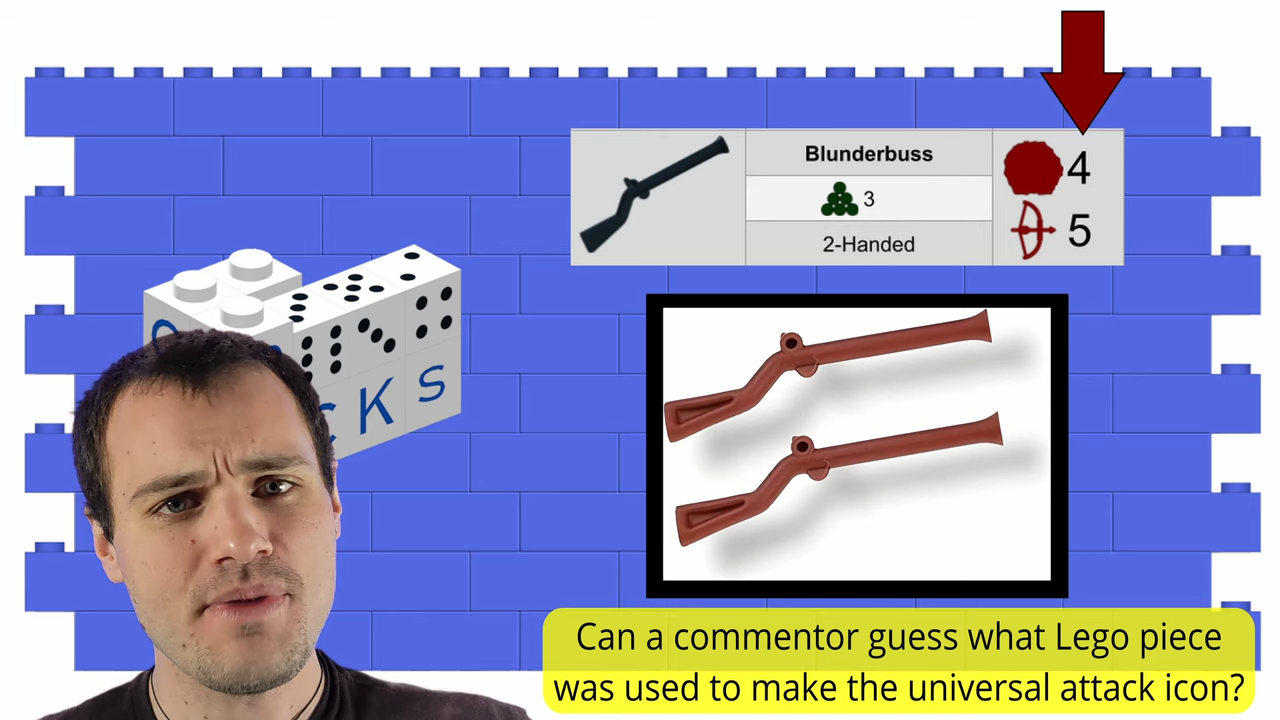 Blunderbuss
4
3
5
2-Handed
C K S
Can a commentor guess what Lego piece
was used to make the universal attack icon?